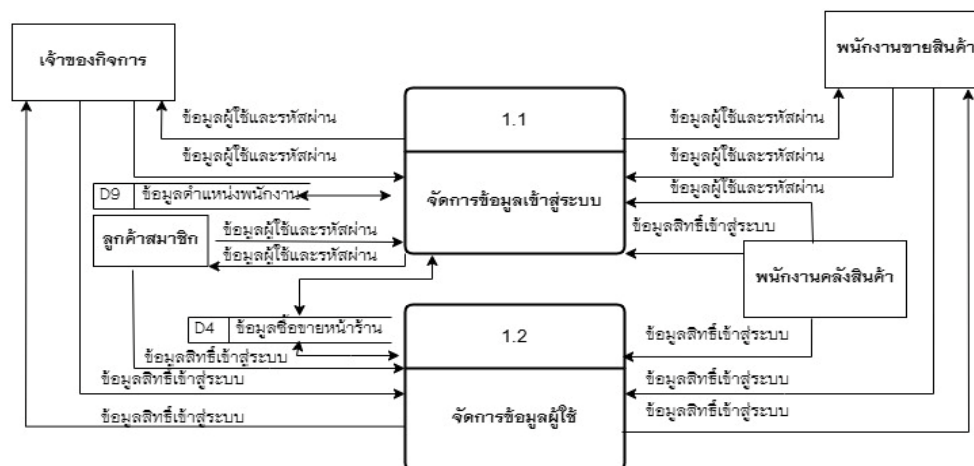 เจ้าของกิจการ
พนักงานขายสินค้า
1.1
ข้อมูลผู้ใช้และรหัสผ่าน
ข้อมูลผู้ใช้และรหัสผ่าน
ข้อมูลผู้ใช้และรหัสผ่าน
ข้อมูลผู้ใช้และรหัสผ่าน
D9
ข้อมูลตำแหน่งพนักงาน
จัดการข้อมูลเข้าสู่ระบบ
ข้อมูลผู้ใช้และรหัสผ่าน
ลูกค้าสมาชิก
ข้อมูลผู้ใช้และรหัสผ่าน
ข้อมูลสิทธิ์เข้าสู่ระบบ
ข้อมูลผู้ใช้และรหัสผ่าน
พนักงานคลังสินค้า
D4
ข้อมูลซื้อขายหน้าร้าน
1.2
ข้อมูลสิทธิ์เข้าสู่ระบบ
ข้อมูลสิทธิ์เข้าสู่ระบบ
ข้อมูลสิทธิ์เข้าสู่ระบบ
ข้อมูลสิทธิ์เข้าสู่ระบบ
ข้อมูลสิทธิ์เข้าสู่ระบบ
จัดการข้อมูลผู้ใช้
ข้อมูลสิทธิ์เข้าสู่ระบบ